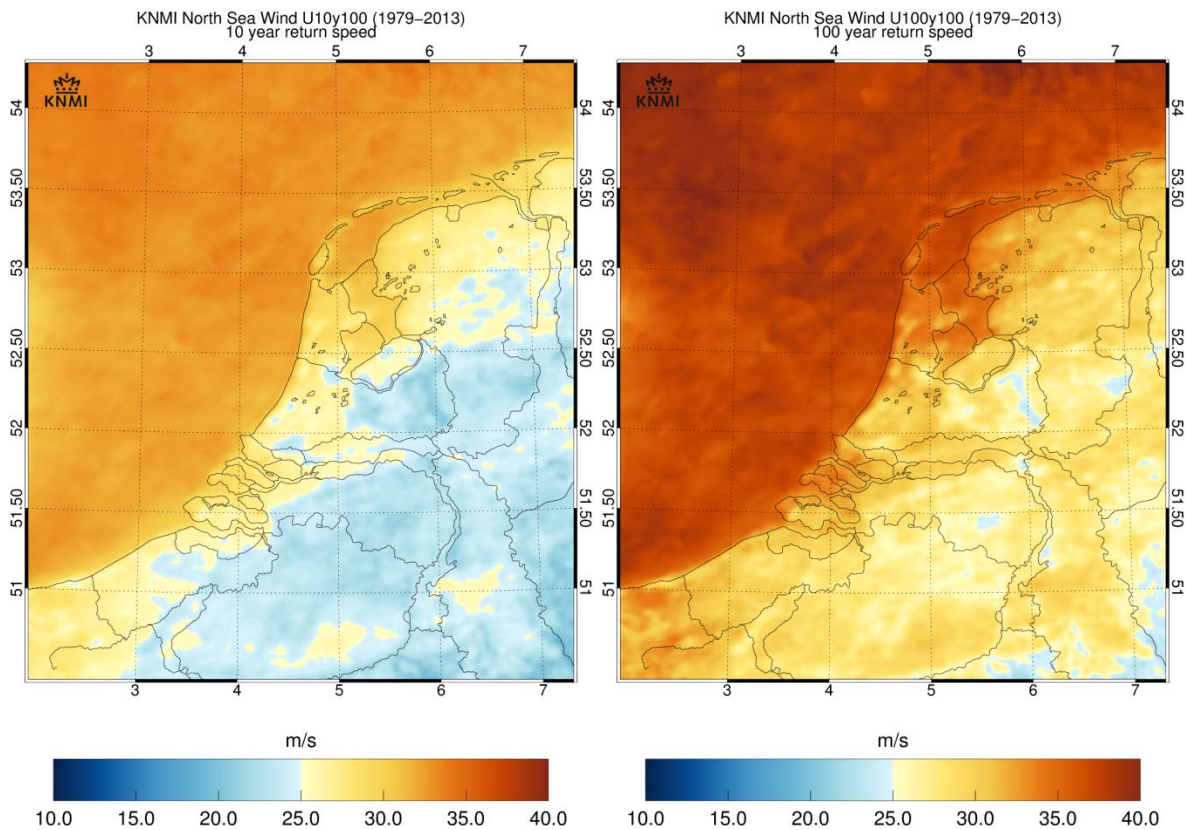 KNMI North Sea Wind U10y100 (1979-2013)
10 year return speed
3 4 5 6 7
KNMI
54 54
53.50 53.50
53 53
52.50 52.50
52 52
51.50 51.50
51 51
3 4 5 6 7
m/s
10.0 15.0 20.0 25.0 30.0 35.0 40.0
KNMI North Sea Wind U100y100 (1979-2013)
100 year return speed
3 4 5 6 7
KNMI
54 54
53.50 53.50
53 53
52.50 52.50
52 52
51.50 51.50
51 51
3 4 5 6 7
m/s
10.0 15.0 20.0 25.0 30.0 35.0 40.0